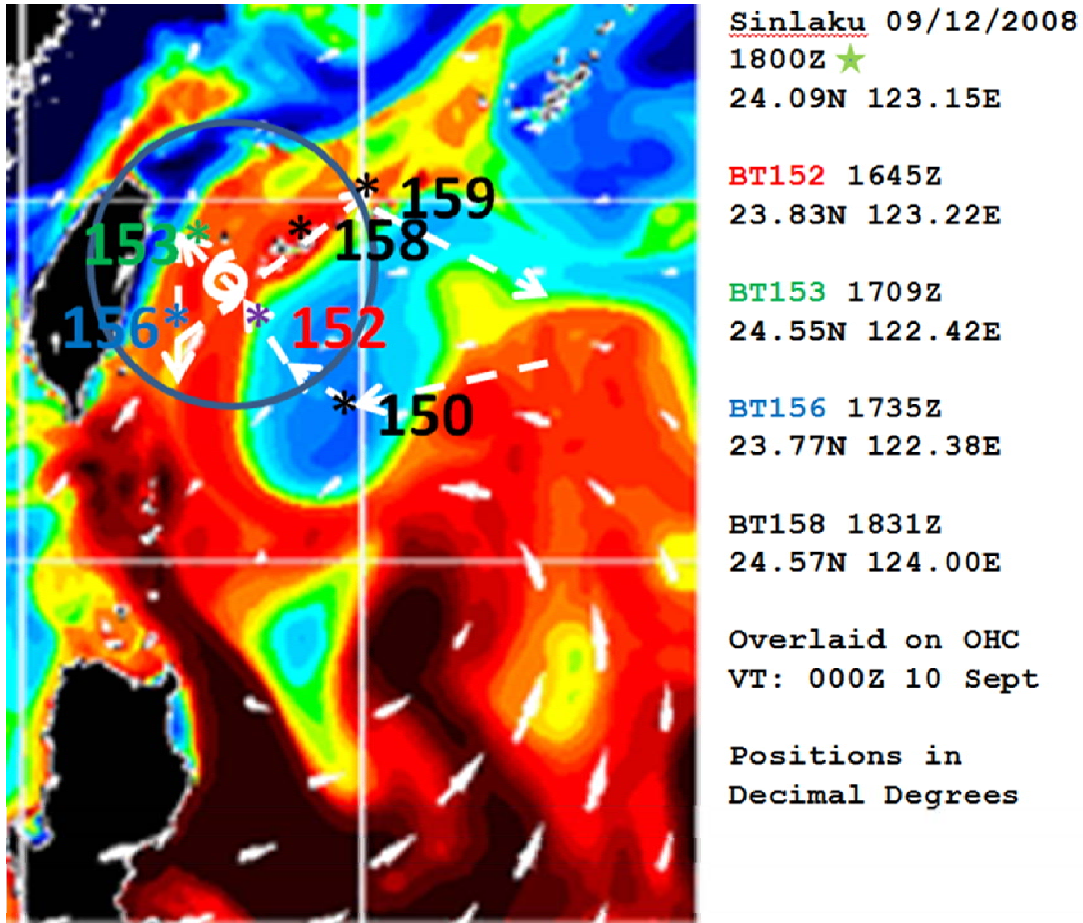 Sinlaku 09/12/2008
1800Z
24.09N 123.15E
BT152 1645Z
23.83N 123.22E
BT153 1709Z
24.55N 122.42E
BT156 1735Z
23.77N 122.38E
BT158 1831Z
24.57N 124.00E
Overlaid on OHC
VT: 000Z 10 Sept
Positions in
Decimal Degrees
* 159
153* * 158
156* * 152
* 150